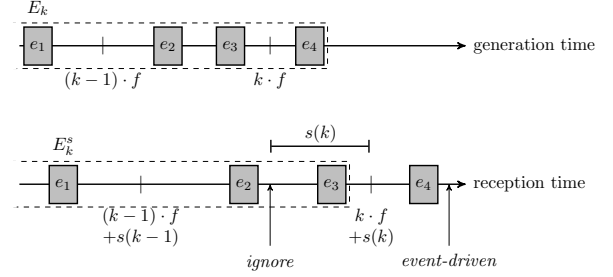 E_k
e_1 e_2 e_3 e_4 generation time
(k − 1) · f k · f
s(k)
E_k^s
e_1 e_2 e_3 e_4 reception time
(k − 1) · f k · f
+s(k − 1) +s(k)
ignore event-driven